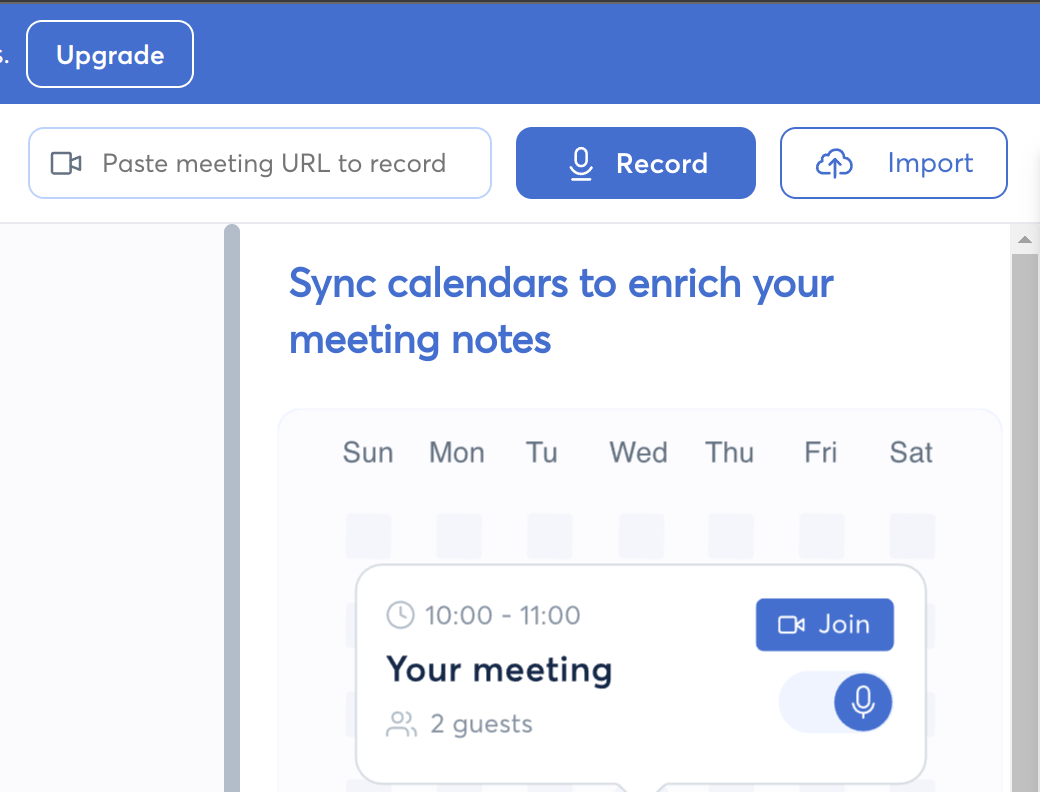 s.
Upgrade
Paste meeting URL to record
Record
Import
Sync calendars to enrich your
meeting notes
Sun Mon Tu Wed Thu Fri Sat
10:00 - 11:00
Join
Your meeting
2 guests